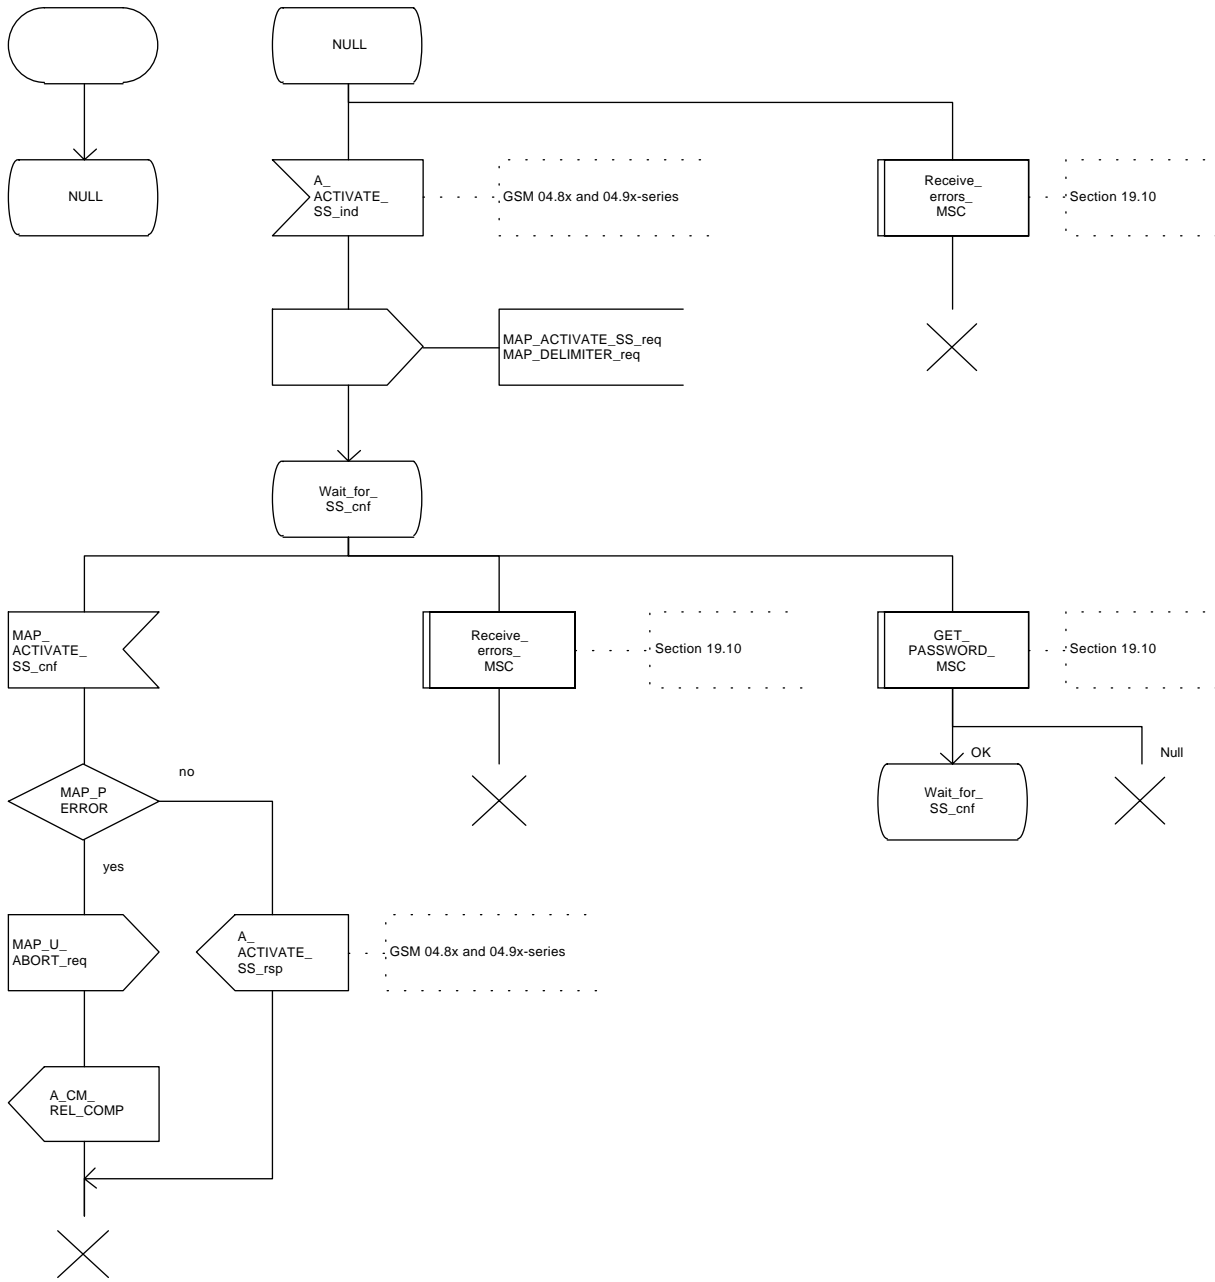 NULL
NULL
A_
ACTIVATE_
SS_ind
GSM 04.8x and 04.9x-series
Receive_
errors_
MSC
Section 19.10
MAP_ACTIVATE_SS_req
MAP_DELIMITER_req
Wait_for_
SS_cnf
MAP_
ACTIVATE_
SS_cnf
Receive_
errors_
MSC
Section 19.10
GET_
PASSWORD_
MSC
Section 19.10
OK
Null
Wait_for_
SS_cnf
MAP_P
ERROR
no
yes
MAP_U_
ABORT_req
A_
ACTIVATE_
SS_rsp
GSM 04.8x and 04.9x-series
A_CM_
REL_COMP